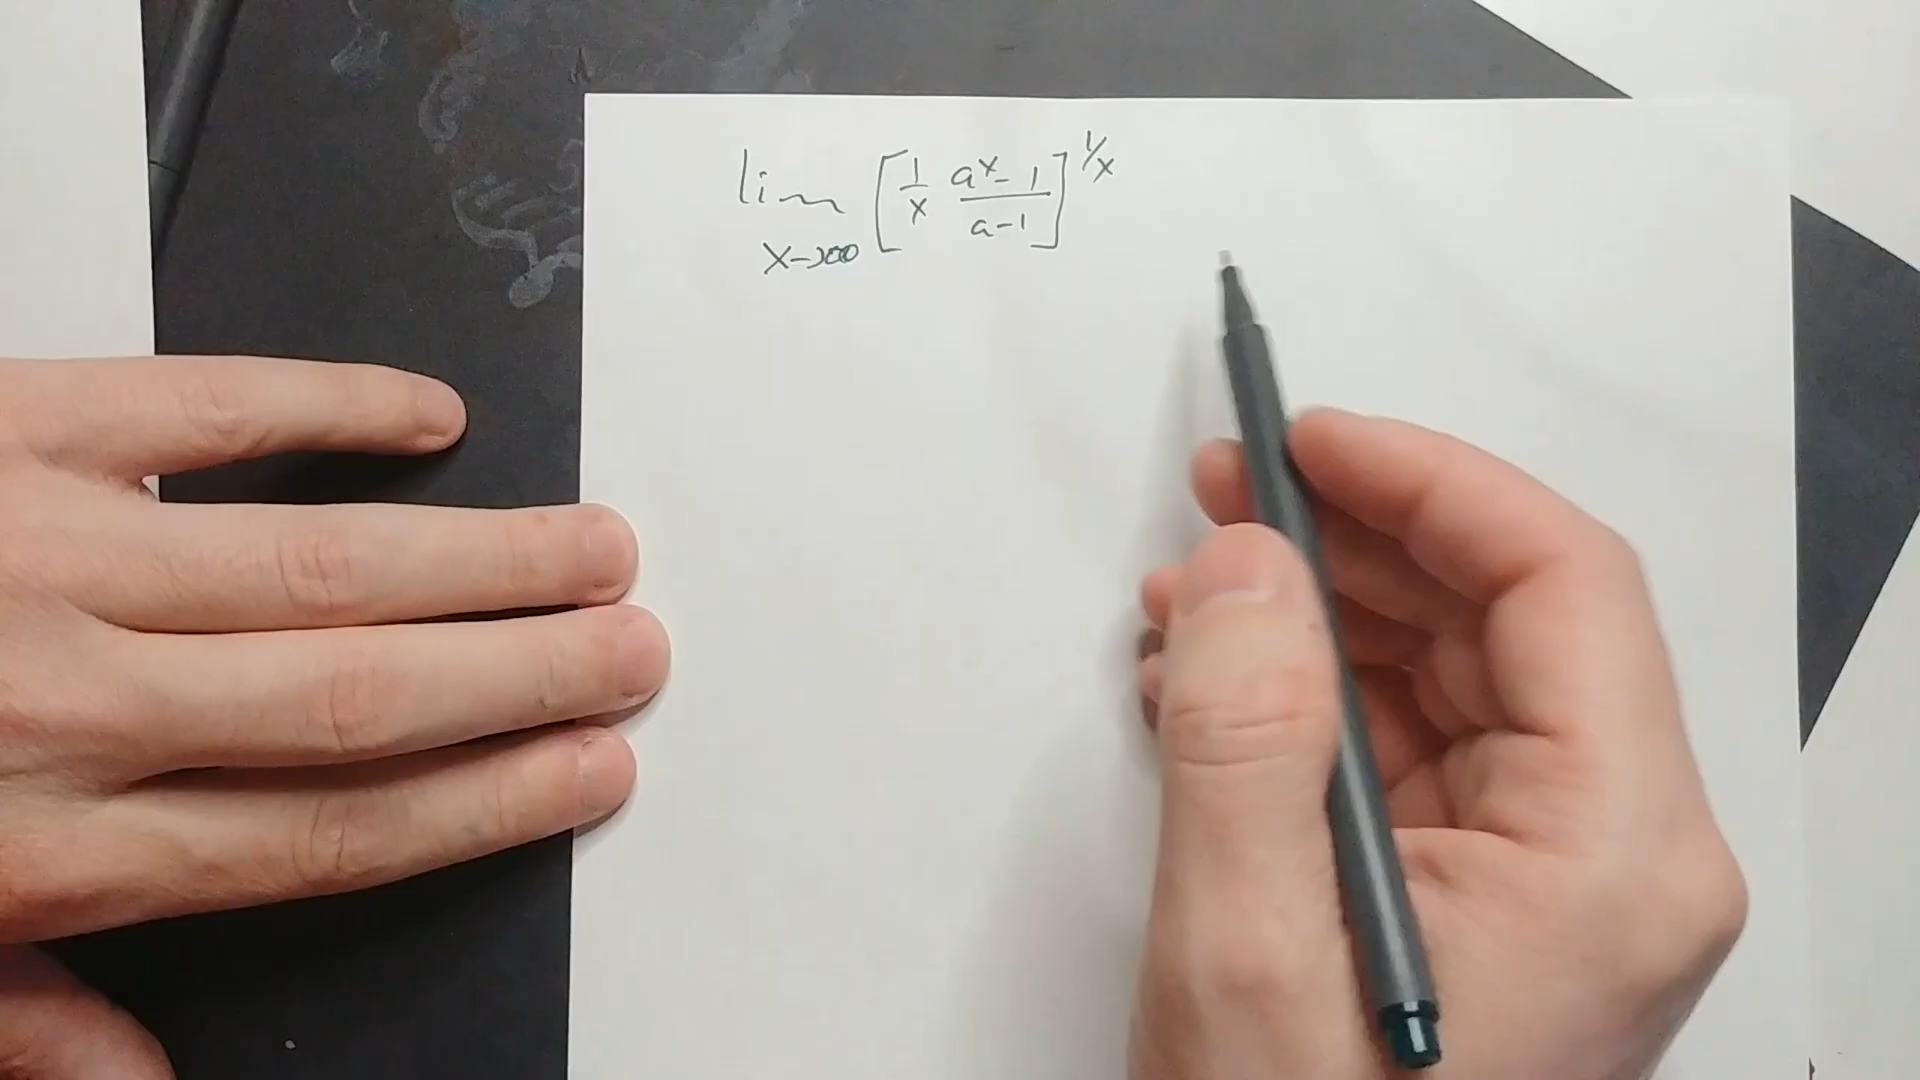 lim [1/x (a^x - 1)/(a - 1)]^1/x
x→∞